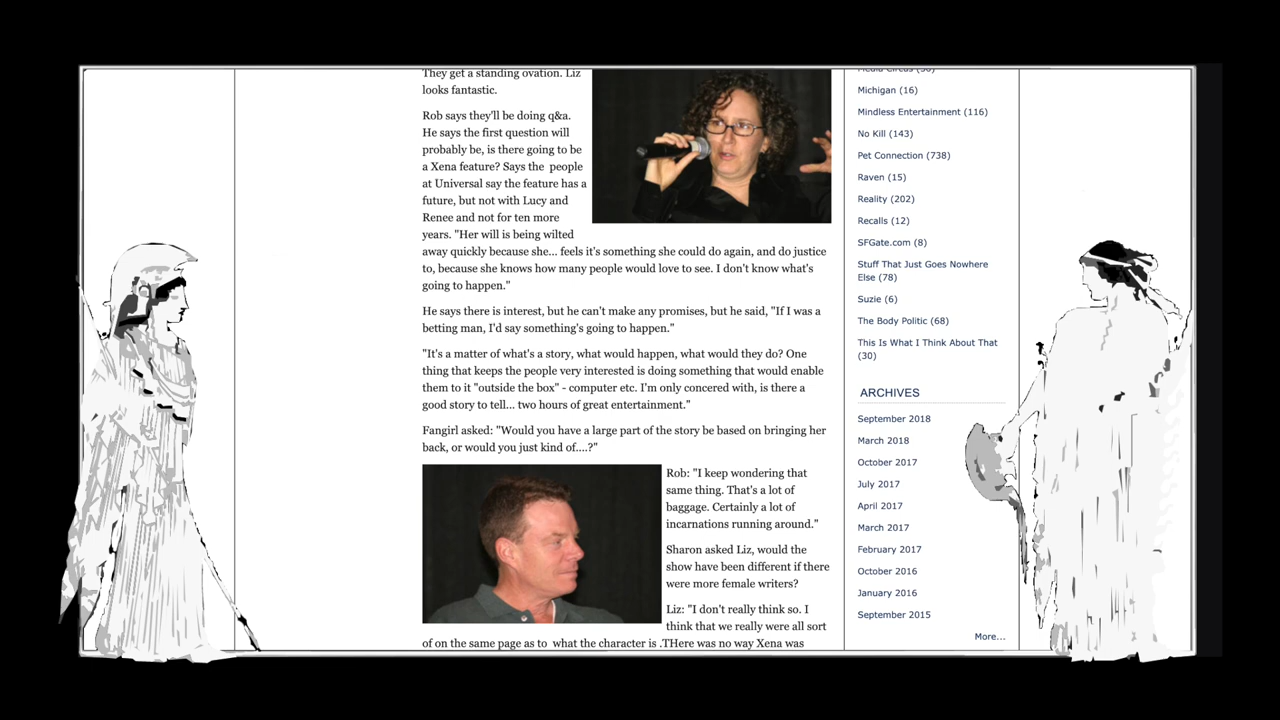 They get a standing ovation. Liz
looks fantastic.
Rob says they'll be doing q&a.
He says the first question will
probably be, is there going to be
a Xena feature? Says the  people
at Universal say the feature has a
future, but not with Lucy and
Renee and not for ten more
years. "Her will is being wilted
away quickly because she... feels it's something she could do again, and do justice
to, because she knows how many people would love to see. I don't know what's
going to happen."
He says there is interest, but he can't make any promises, but he said, "If I was a
betting man, I'd say something's going to happen."
"It's a matter of what's a story, what would happen, what would they do? One
thing that keeps the people very interested is doing something that would enable
them to it "outside the box" - computer etc. I'm only concered with, is there a
good story to tell... two hours of great entertainment."
Fangirl asked: "Would you have a large part of the story be based on bringing her
back, or would you just kind of....?"
Rob: "I keep wondering that
same thing. That's a lot of
baggage. Certainly a lot of
incarnations running around."
Sharon asked Liz, would the
show have been different if there
were more female writers?
Liz: "I don't really think so. I
think that we really were all sort
of on the same page as to  what the character is .THere was no way Xena was
Media Circus (50)
Michigan (16)
Mindless Entertainment (116)
No Kill (143)
Pet Connection (738)
Raven (15)
Reality (202)
Recalls (12)
SFGate.com (8)
Stuff That Just Goes Nowhere
Else (78)
Suzie (6)
The Body Politic (68)
This Is What I Think About That
(30)
ARCHIVES
September 2018
March 2018
October 2017
July 2017
April 2017
March 2017
February 2017
October 2016
January 2016
September 2015
More...